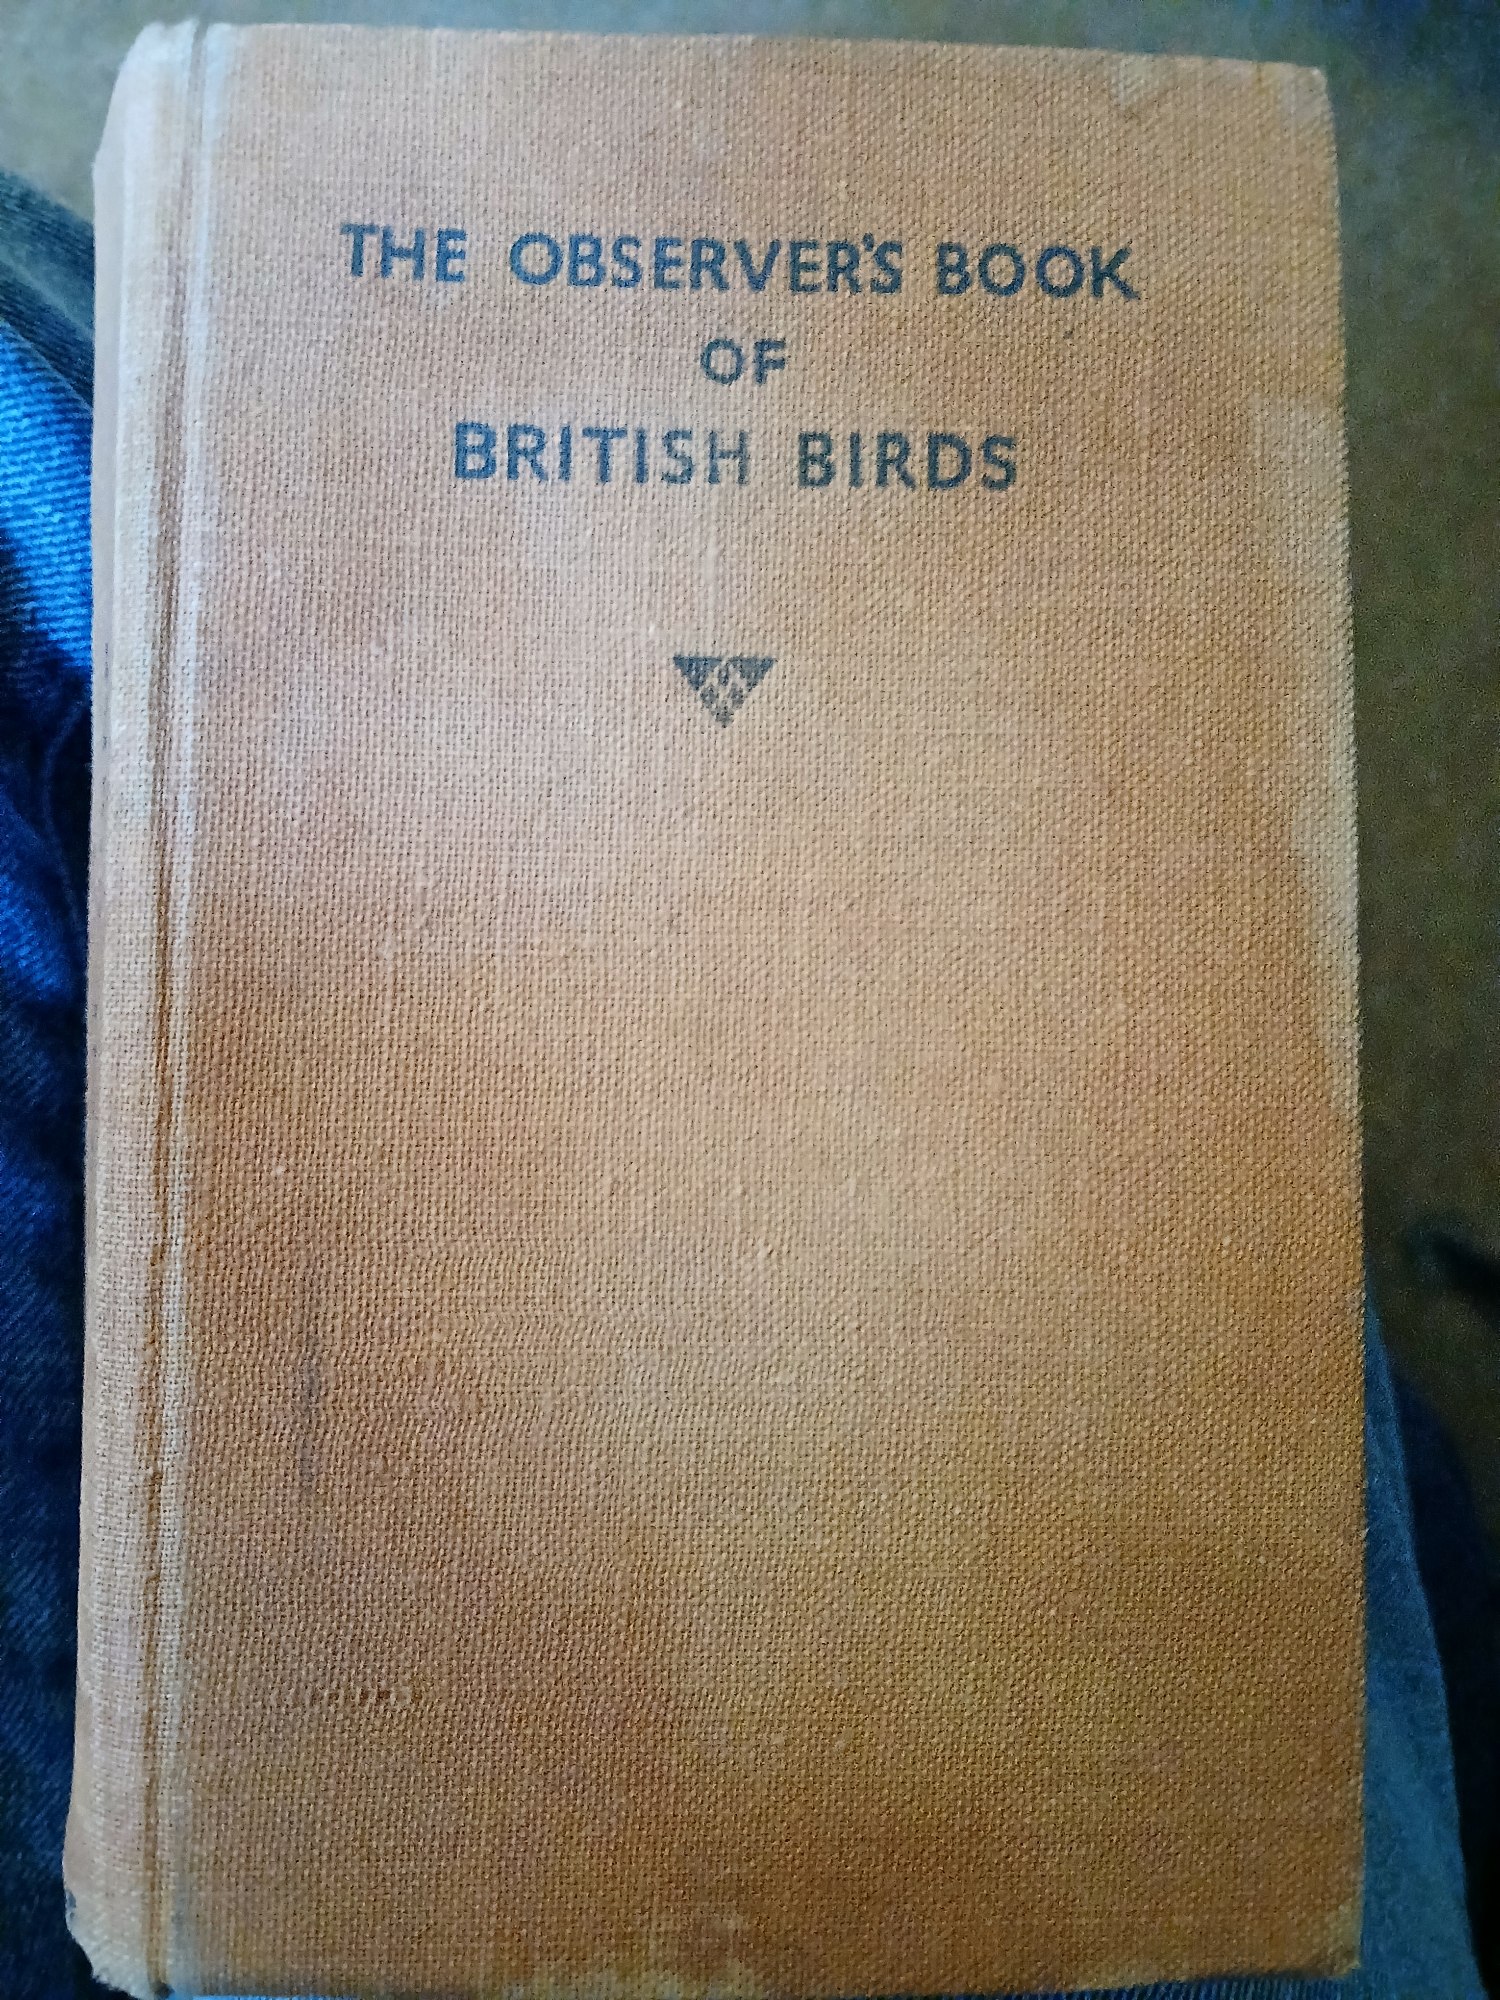 THE OBSERVER'S BOOK
OF
BRITISH BIRDS